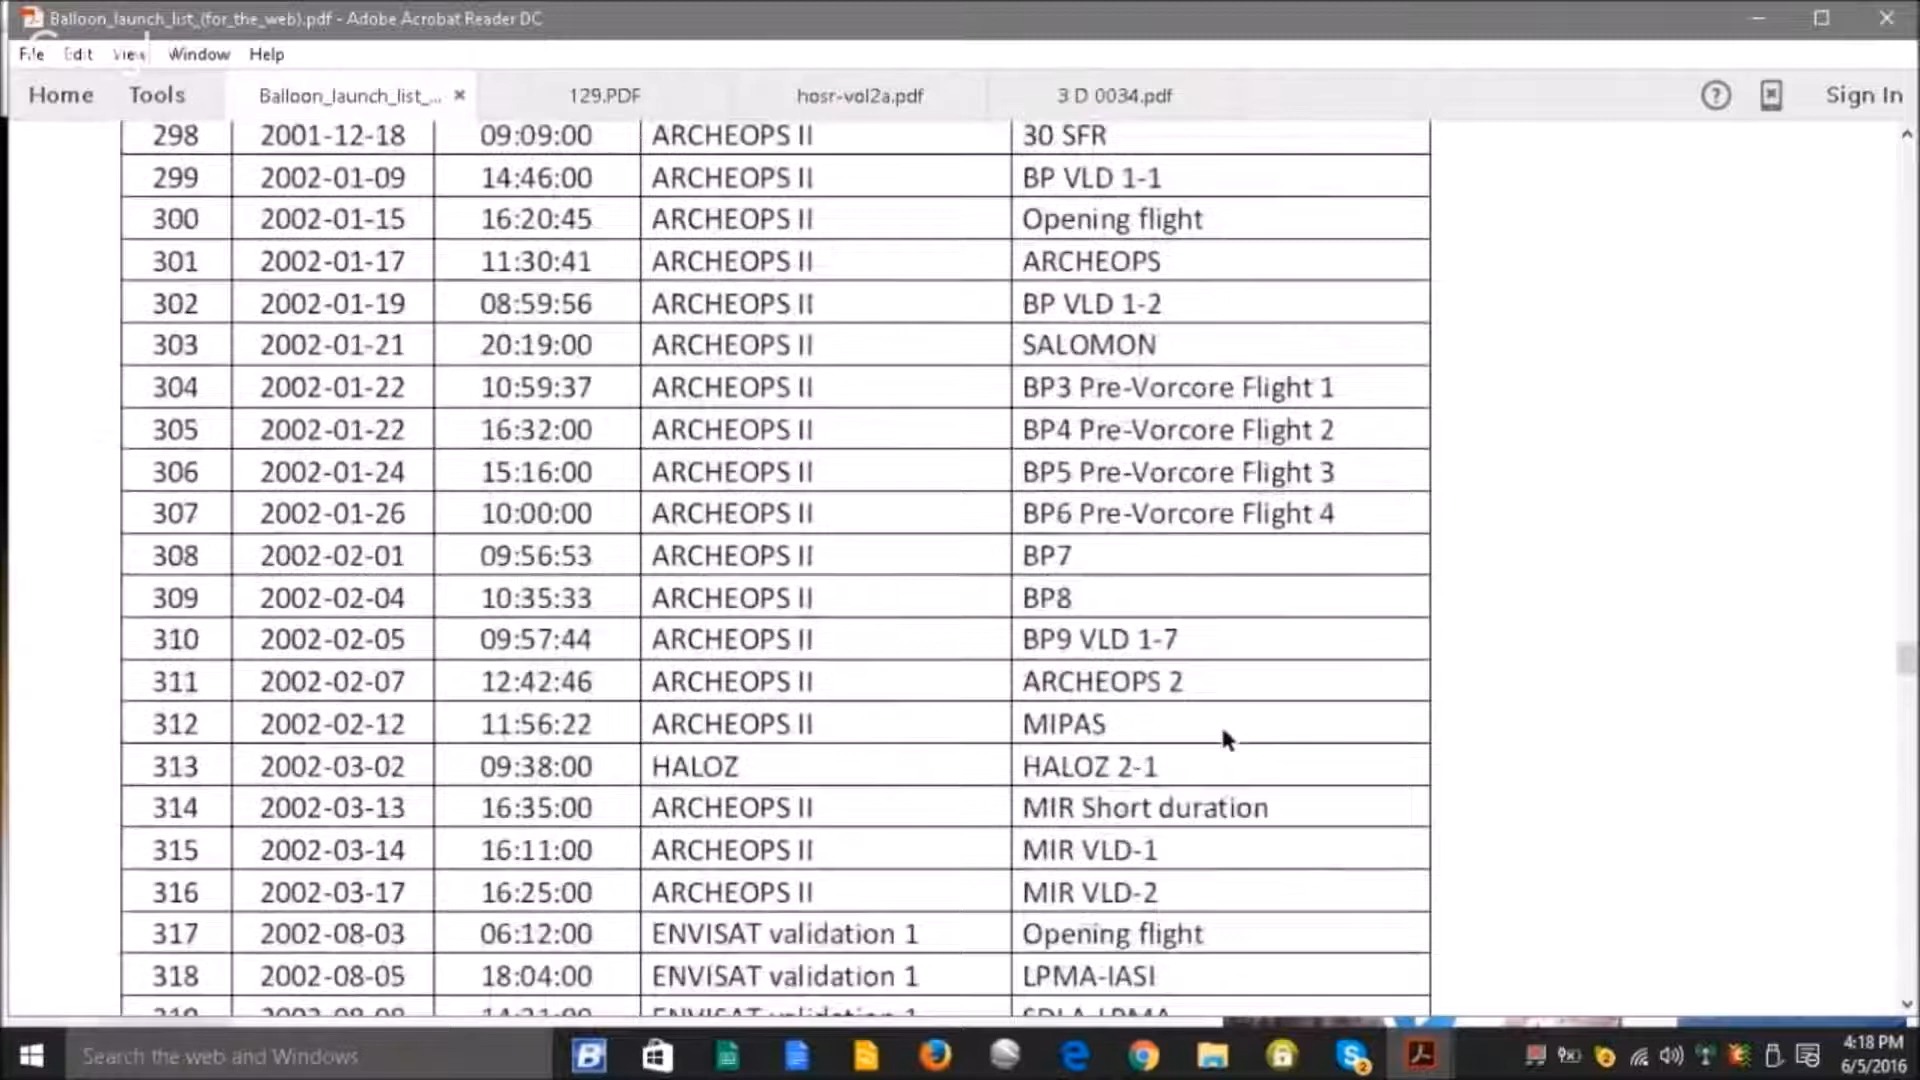 Balloon_launch_list_(for_the_web).pdf - Adobe Acrobat Reader DC
File Edit View Window Help
Home Tools Balloon_launch_list_... × 129.PDF hosr-vol2a.pdf 3 D 0034.pdf Sign In
298 2001-12-18 09:09:00 ARCHEOPS II 30 SFR
299 2002-01-09 14:46:00 ARCHEOPS II BP VLD 1-1
300 2002-01-15 16:20:45 ARCHEOPS II Opening flight
301 2002-01-17 11:30:41 ARCHEOPS II ARCHEOPS
302 2002-01-19 08:59:56 ARCHEOPS II BP VLD 1-2
303 2002-01-21 20:19:00 ARCHEOPS II SALOMON
304 2002-01-22 10:59:37 ARCHEOPS II BP3 Pre-Vorcore Flight 1
305 2002-01-22 16:32:00 ARCHEOPS II BP4 Pre-Vorcore Flight 2
306 2002-01-24 15:16:00 ARCHEOPS II BP5 Pre-Vorcore Flight 3
307 2002-01-26 10:00:00 ARCHEOPS II BP6 Pre-Vorcore Flight 4
308 2002-02-01 09:56:53 ARCHEOPS II BP7
309 2002-02-04 10:35:33 ARCHEOPS II BP8
310 2002-02-05 09:57:44 ARCHEOPS II BP9 VLD 1-7
311 2002-02-07 12:42:46 ARCHEOPS II ARCHEOPS 2
312 2002-02-12 11:56:22 ARCHEOPS II MIPAS
313 2002-03-02 09:38:00 HALOZ HALOZ 2-1
314 2002-03-13 16:35:00 ARCHEOPS II MIR Short duration
315 2002-03-14 16:11:00 ARCHEOPS II MIR VLD-1
316 2002-03-17 16:25:00 ARCHEOPS II MIR VLD-2
317 2002-08-03 06:12:00 ENVISAT validation 1 Opening flight
318 2002-08-05 18:04:00 ENVISAT validation 1 LPMA-IASI
Search the web and Windows
4:18 PM
6/5/2016